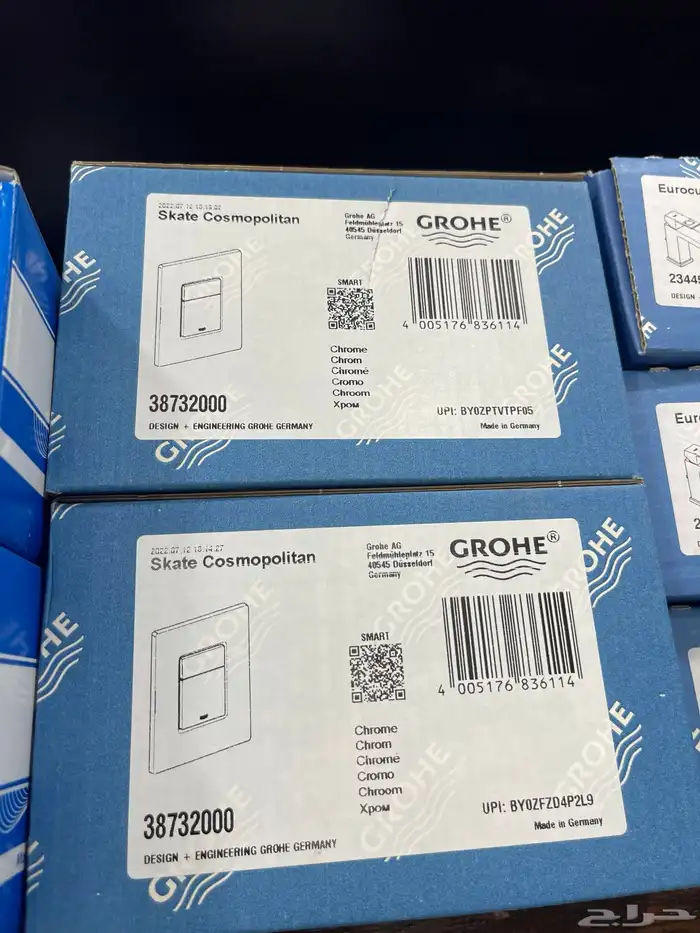 2022.07.12 10:15:02
Skate Cosmopolitan
Grohe AG
Feldmühleplatz 15
40545 Düsseldorf
Germany
GROHE®
SMART
4 005176 836114
Chrome
Chrom
Chromé
Cromo
Chroom
Хром
38732000
UPI: BY0ZPTVTPF05
DESIGN + ENGINEERING GROHE GERMANY
Made in Germany
GROHE
2022.07.12 10:14:27
Skate Cosmopolitan
Grohe AG
Feldmühleplatz 15
40545 Düsseldorf
Germany
GROHE®
SMART
4 005176 836114
Chrome
Chrom
Chromé
Cromo
Chroom
Хром
38732000
UPI: BY0ZFZD4P2L9
DESIGN + ENGINEERING GROHE GERMANY
Made in Germany
GROHE
DESIGN
حراج